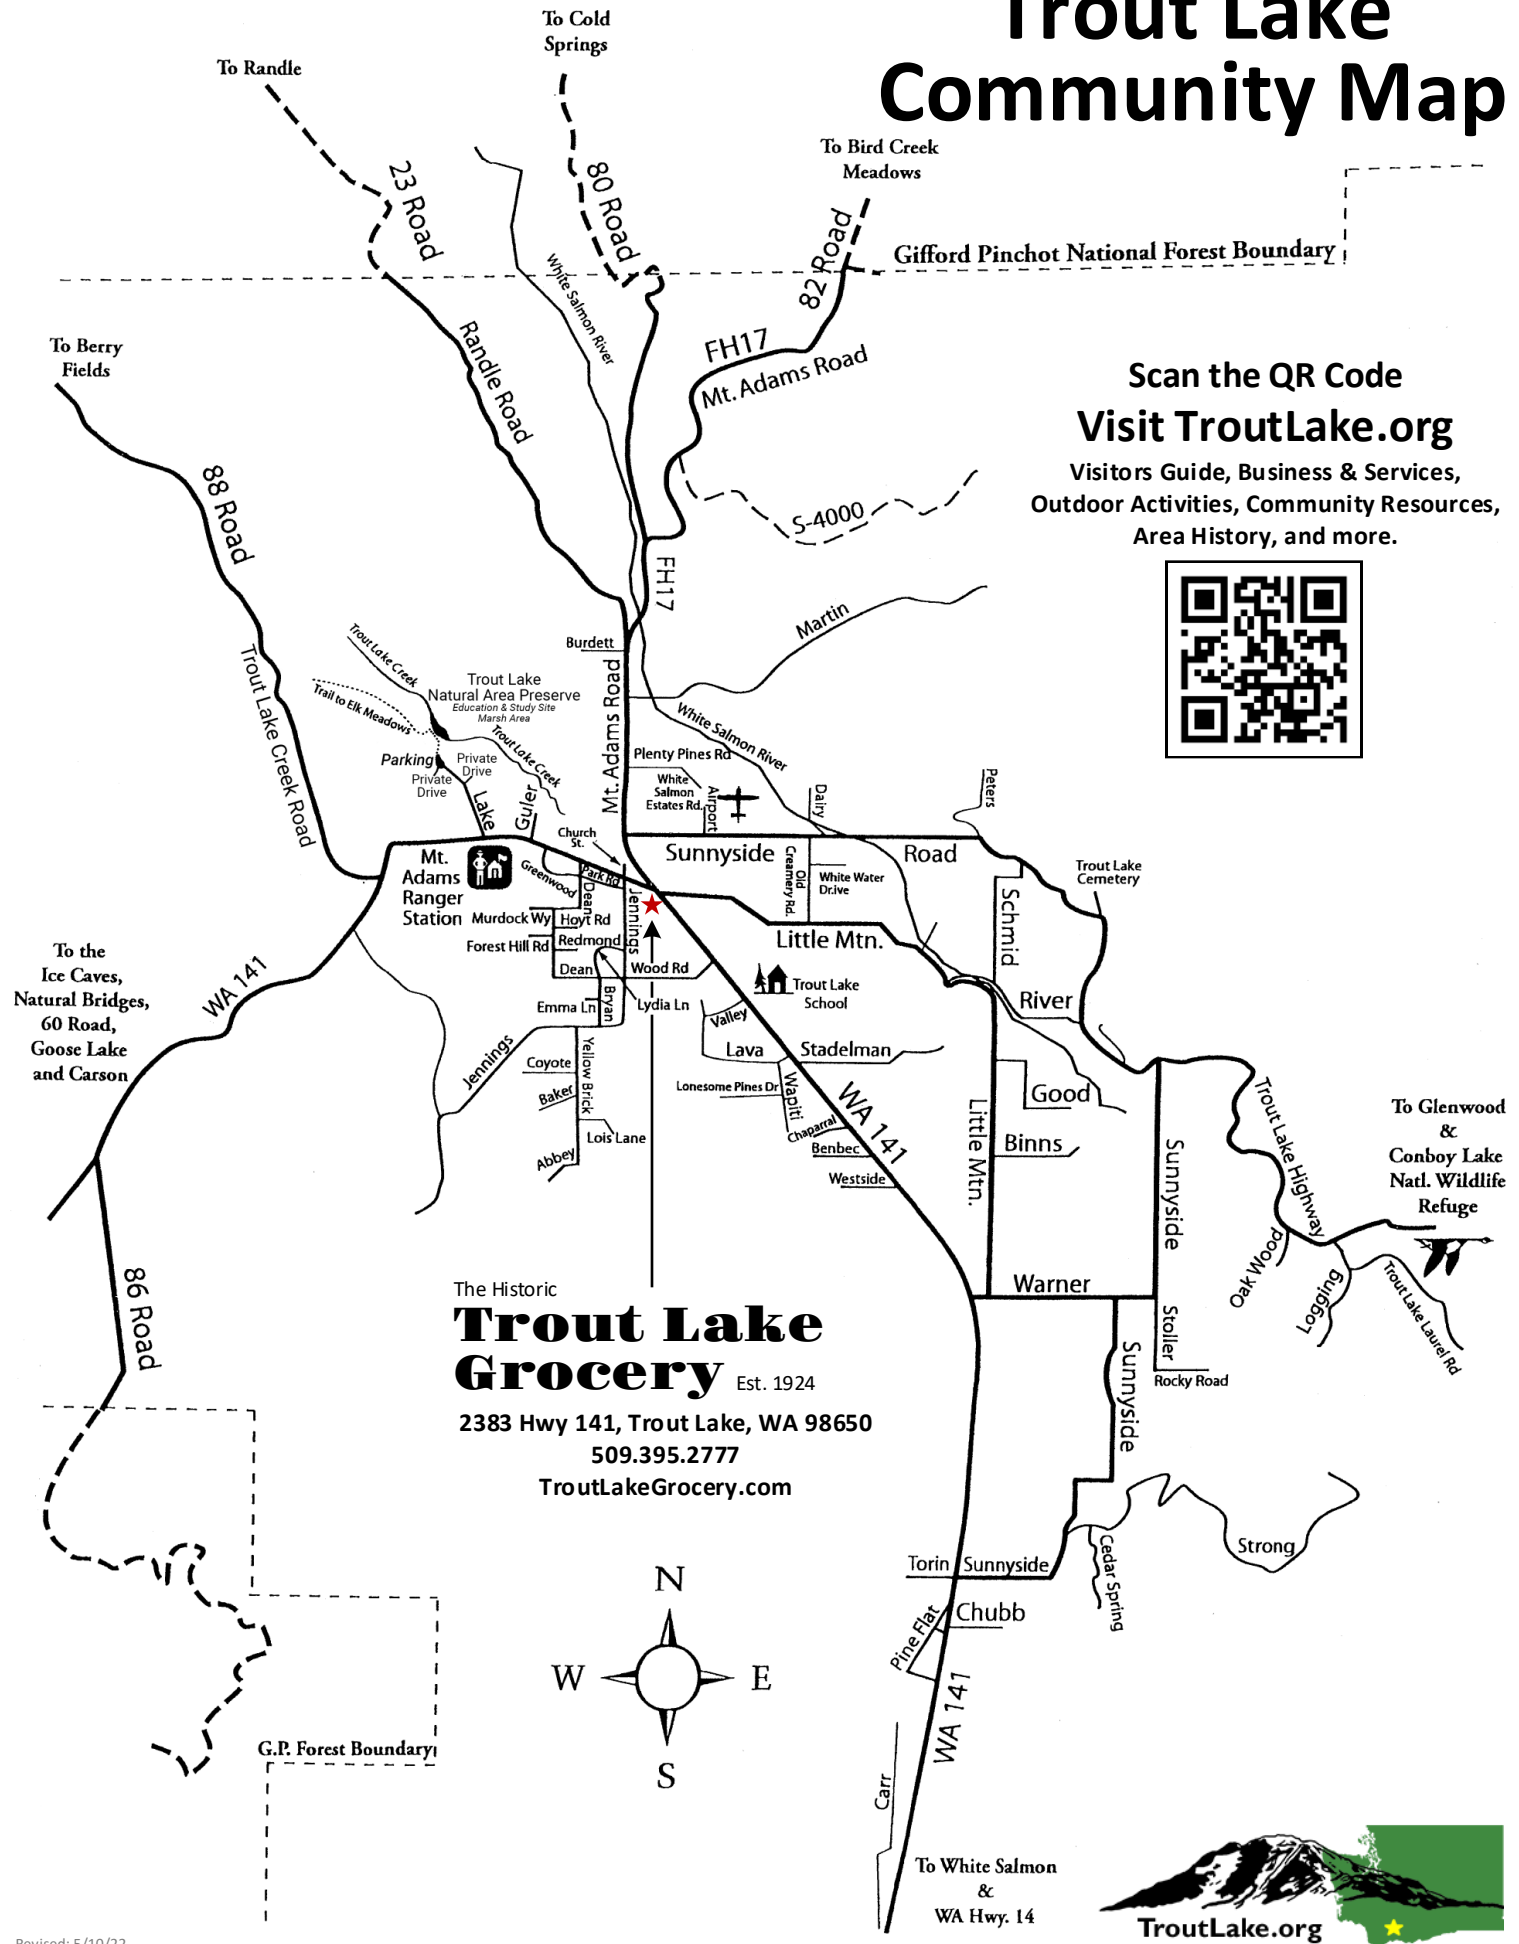 Trout Lake
Community Map
To Cold
Springs
To Randle
To Bird Creek
Meadows
23 Road
80 Road
82 Road
Gifford Pinchot National Forest Boundary
White Salmon River
To Berry
Fields
Randle Road
FH17
Mt. Adams Road
Scan the QR Code
Visit TroutLake.org
Visitors Guide, Business & Services,
Outdoor Activities, Community Resources,
Area History, and more.
88 Road
S-4000
FH17
Martin
Burdett
Trout Lake Creek
Trout Lake
Natural Area Preserve
Education & Study Site
Marsh Area
Trail to Elk Meadows
Trout Lake Creek
Trout Lake Creek Road
Mt. Adams Road
White Salmon River
Parking
Private
Drive
Private
Drive
Plenty Pines Rd
White
Salmon
Estates Rd.
Airport
Dairy
Peters
Lake
Guler
Church
St.
Sunnyside
Road
Old
Creamery Rd.
White Water
Dr.ive
Trout Lake
Cemetery
Mt.
Adams
Ranger
Station
Greenwood
Park Rd
Dean
Jennings
Murdock Wy
Hoyt Rd
Forest Hill Rd
Redmond
Dean
Wood Rd
Little Mtn.
Schmid
Trout Lake
School
River
Emma Ln
Bryan
Lydia Ln
Valley
To the
Ice Caves,
Natural Bridges,
60 Road,
Goose Lake
and Carson
WA 141
Jennings
Coyote
Baker
Yellow Brick
Lois Lane
Abbey
Lava
Stadelman
Lonesome Pines Dr
Wapiti
Chaparral
Benbec
Westside
WA 141
Little Mtn.
Good
Binns
Sunnyside
Trout Lake Highway
To Glenwood
&
Conboy Lake
Natl. Wildlife
Refuge
Oak Wood
Logging
Trout Lake Laurel Rd
Warner
Stoller
Rocky Road
Sunnyside
86 Road
The Historic
Trout Lake
Grocery Est. 1924
2383 Hwy 141, Trout Lake, WA 98650
509.395.2777
TroutLakeGrocery.com
Strong
Cedar Spring
Torin
Sunnyside
Pine Flat
Chubb
WA 141
Carr
N
W
E
S
G.P. Forest Boundary
To White Salmon
&
WA Hwy. 14
TroutLake.org
Revised: 5/10/22